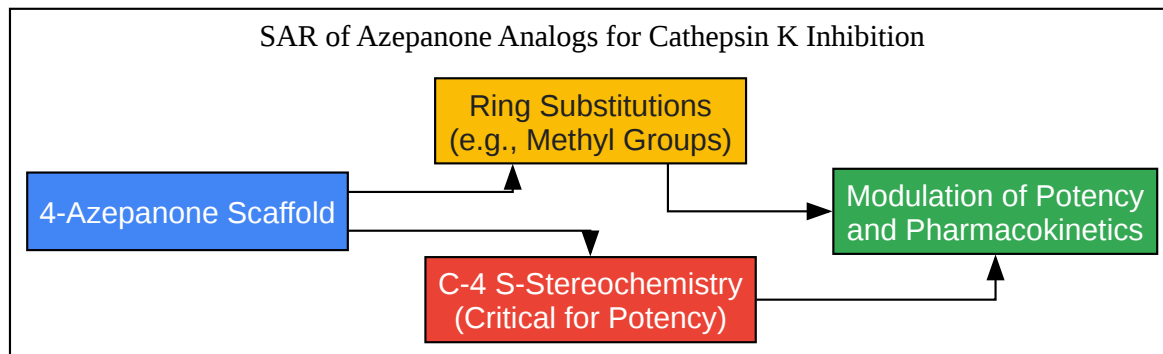 SAR of Azepanone Analogs for Cathepsin K Inhibition
Ring Substitutions
(e.g., Methyl Groups)
4-Azepanone Scaffold
Modulation of Potency
and Pharmacokinetics
C-4 S-Stereochemistry
(Critical for Potency)